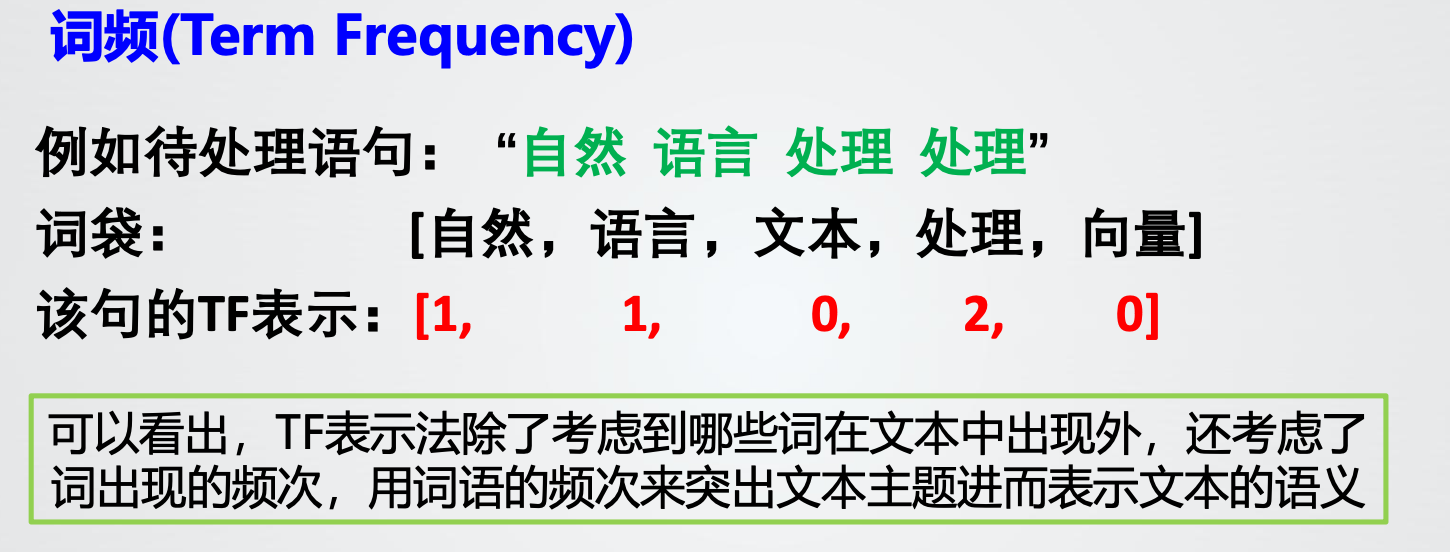 词频(Term Frequency)
例如待处理语句： “自然 语言 处理 处理”
词袋： [自然，语言，文本，处理，向量]
该句的TF表示：[1, 1, 0, 2, 0]
可以看出，TF表示法除了考虑到哪些词在文本中出现外，还考虑了
词出现的频次，用词语的频次来突出文本主题进而表示文本的语义